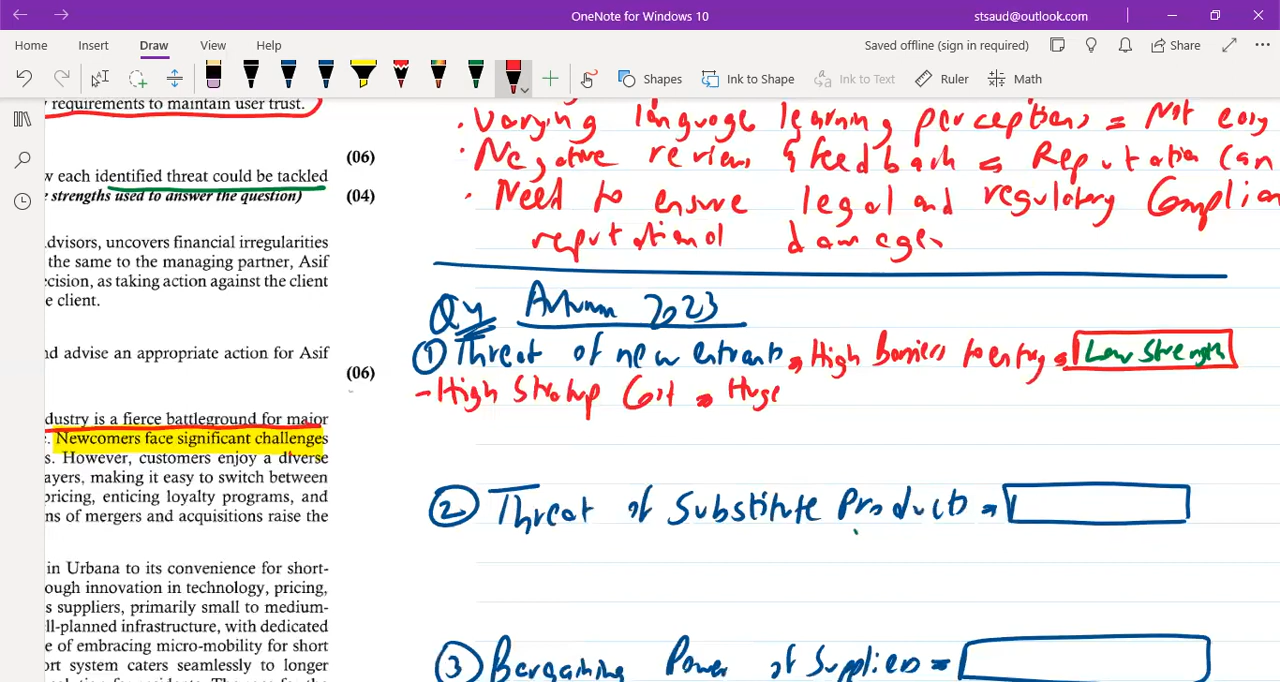 OneNote for Windows 10
stsaud@outlook.com
Home Insert Draw View Help
Saved offline (sign in required)
Share
Shapes
Ink to Shape
Ink to Text
Ruler
Math
requirements to maintain user trust.
(06)
w each identified threat could be tackled
strengths used to answer the question)
(04)
dvisors, uncovers financial irregularities
the same to the managing partner, Asif
cision, as taking action against the client
e client.
nd advise an appropriate action for Asif
(06)
dustry is a fierce battleground for major
. Newcomers face significant challenges
s. However, customers enjoy a diverse
ayers, making it easy to switch between
pricing, enticing loyalty programs, and
ns of mergers and acquisitions raise the
in Urbana to its convenience for short-
ough innovation in technology, pricing,
s suppliers, primarily small to medium-
ll-planned infrastructure, with dedicated
e of embracing micro-mobility for short
ort system caters seamlessly to longer
. Varying language learning perceptions = Not easy
. Negative reviews & feedback = Reputation Can
. Need to ensure legal and regulatory Complian
reputational damages
Q4 Autumn 2023
① Threat of new entrants = High Barriers to entry = Low Strength
- High Startup Cost = Huge
② Threat of Substitute Products =
③ Bargaining Power of Suppliers =